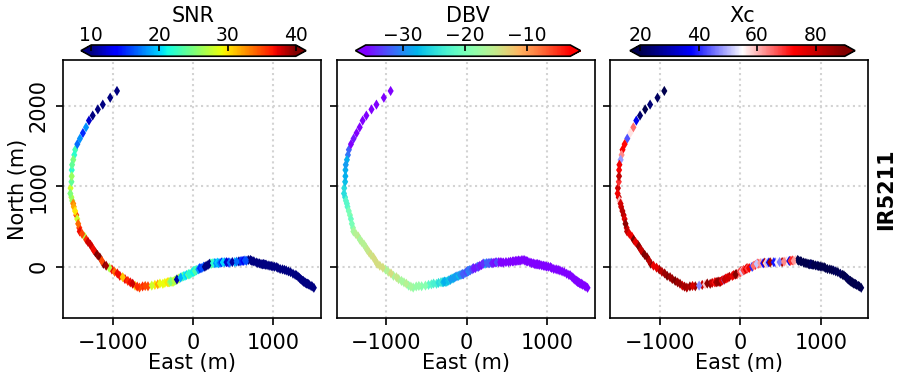 SNR DBV Xc
10 20 30 40 −30 −20 −10 20 40 60 80
2000
1000
0
North (m)
−1000 0 1000 −1000 0 1000 −1000 0 1000
East (m) East (m) East (m)
IR5211